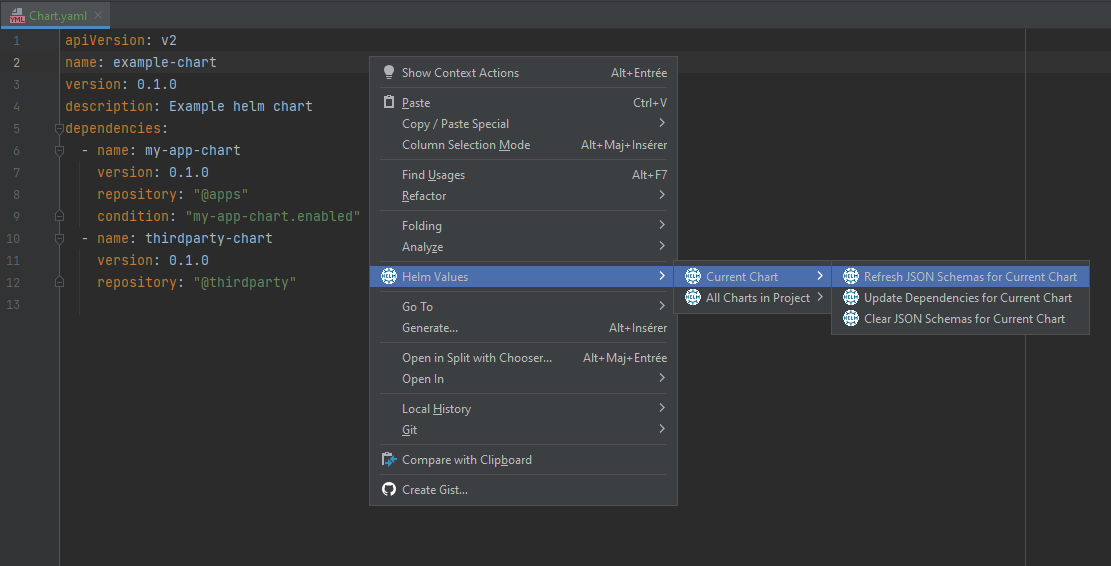 Chart.yaml
1 apiVersion: v2
2 name: example-chart
3 version: 0.1.0
4 description: Example helm chart
5 dependencies:
6 - name: my-app-chart
7 version: 0.1.0
8 repository: "@apps"
9 condition: "my-app-chart.enabled"
10 - name: thirdparty-chart
11 version: 0.1.0
12 repository: "@thirdparty"
13
Show Context Actions Alt+Entrée
Paste Ctrl+V
Copy / Paste Special
Column Selection Mode Alt+Maj+Insérer
Find Usages Alt+F7
Refactor
Folding
Analyze
HELM Helm Values
Go To
Generate... Alt+Insérer
Open in Split with Chooser... Alt+Maj+Entrée
Open In
Local History
Git
Compare with Clipboard
Create Gist...
HELM Current Chart
HELM All Charts in Project
HELM Refresh JSON Schemas for Current Chart
HELM Update Dependencies for Current Chart
HELM Clear JSON Schemas for Current Chart